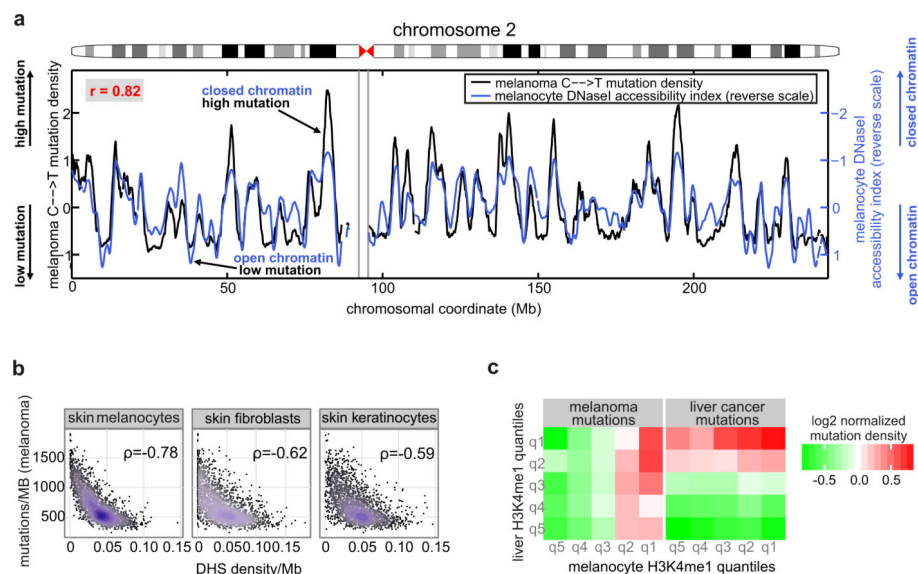 a
chromosome 2
high mutation
low mutation
melanoma C-->T mutation density
2
1
0
1
r = 0.82
closed chromatin
high mutation
open chromatin
low mutation
melanoma C-->T mutation density
melanocyte DNaseI accessibility index (reverse scale)
-2
-1
0
1
melanocyte DNaseI
accessibility index (reverse scale)
closed chromatin
open chromatin
0
50
100
150
200
chromosomal coordinate (Mb)
b
skin melanocytes
skin fibroblasts
skin keratinocytes
mutations/MB (melanoma)
1500
1000
500
ρ=-0.78
ρ=-0.62
ρ=-0.59
0 0.05 0.1 0.15
0 0.05 0.1 0.15
0 0.05 0.1 0.15
DHS density/Mb
c
melanoma
mutations
liver cancer
mutations
liver H3K4me1 quantiles
q1
q2
q3
q4
q5
q5 q4 q3 q2 q1
q5 q4 q3 q2 q1
melanocyte H3K4me1 quantiles
log2 normalized
mutation density
-0.5 0.0 0.5